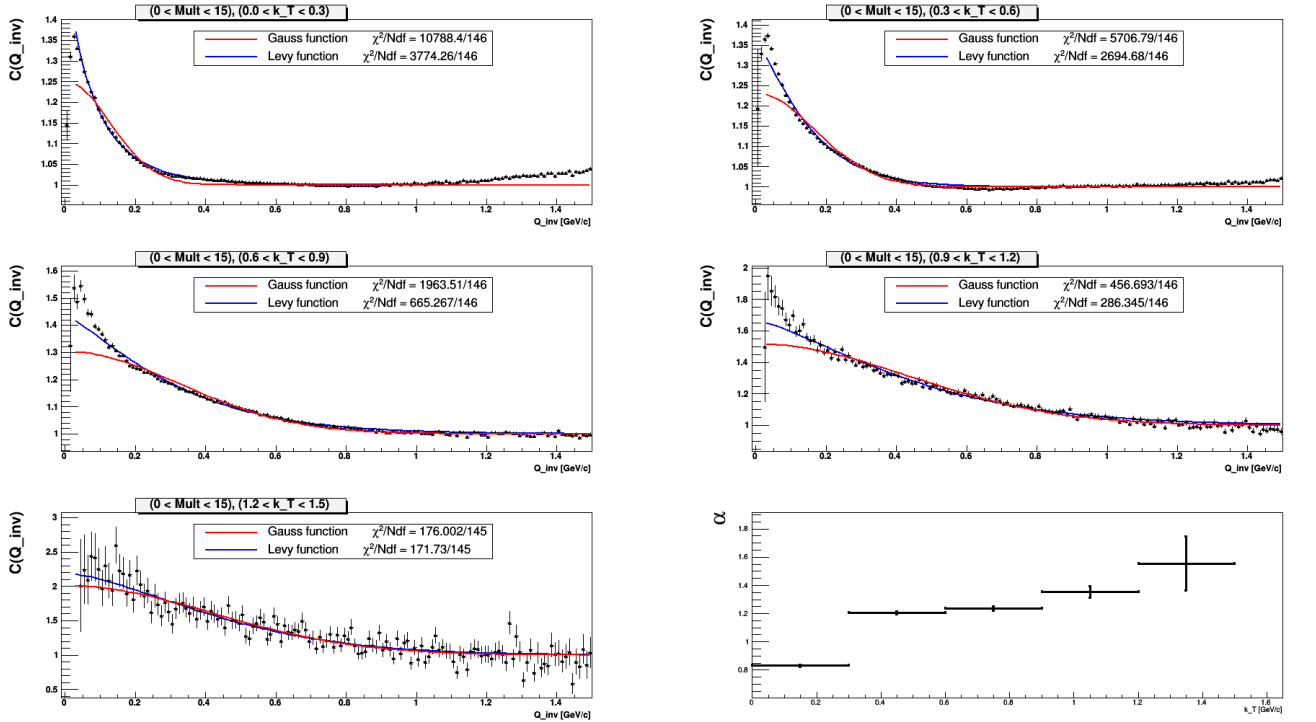 (0 < Mult < 15), (0.0 < k_T < 0.3)
C(Q_inv)
Gauss function χ²/Ndf = 10788.4/146
Levy function χ²/Ndf = 3774.26/146
1.4
1.35
1.3
1.25
1.2
1.15
1.1
1.05
1
0 0.2 0.4 0.6 0.8 1 1.2 1.4
Q_inv [GeV/c]
(0 < Mult < 15), (0.3 < k_T < 0.6)
C(Q_inv)
Gauss function χ²/Ndf = 5706.79/146
Levy function χ²/Ndf = 2694.68/146
1.4
1.35
1.3
1.25
1.2
1.15
1.1
1.05
1
0 0.2 0.4 0.6 0.8 1 1.2 1.4
Q_inv [GeV/c]
(0 < Mult < 15), (0.6 < k_T < 0.9)
C(Q_inv)
Gauss function χ²/Ndf = 1963.51/146
Levy function χ²/Ndf = 665.267/146
1.6
1.5
1.4
1.3
1.2
1.1
1
0 0.2 0.4 0.6 0.8 1 1.2 1.4
Q_inv [GeV/c]
(0 < Mult < 15), (0.9 < k_T < 1.2)
C(Q_inv)
Gauss function χ²/Ndf = 456.693/146
Levy function χ²/Ndf = 286.345/146
2
1.8
1.6
1.4
1.2
1
0 0.2 0.4 0.6 0.8 1 1.2 1.4
Q_inv [GeV/c]
(0 < Mult < 15), (1.2 < k_T < 1.5)
C(Q_inv)
Gauss function χ²/Ndf = 176.002/145
Levy function χ²/Ndf = 171.73/145
3
2.5
2
1.5
1
0.5
0 0.2 0.4 0.6 0.8 1 1.2 1.4
Q_inv [GeV/c]
α
1.8
1.6
1.4
1.2
1
0.8
0 0.2 0.4 0.6 0.8 1 1.2 1.4 1.6
k_T [GeV/c]